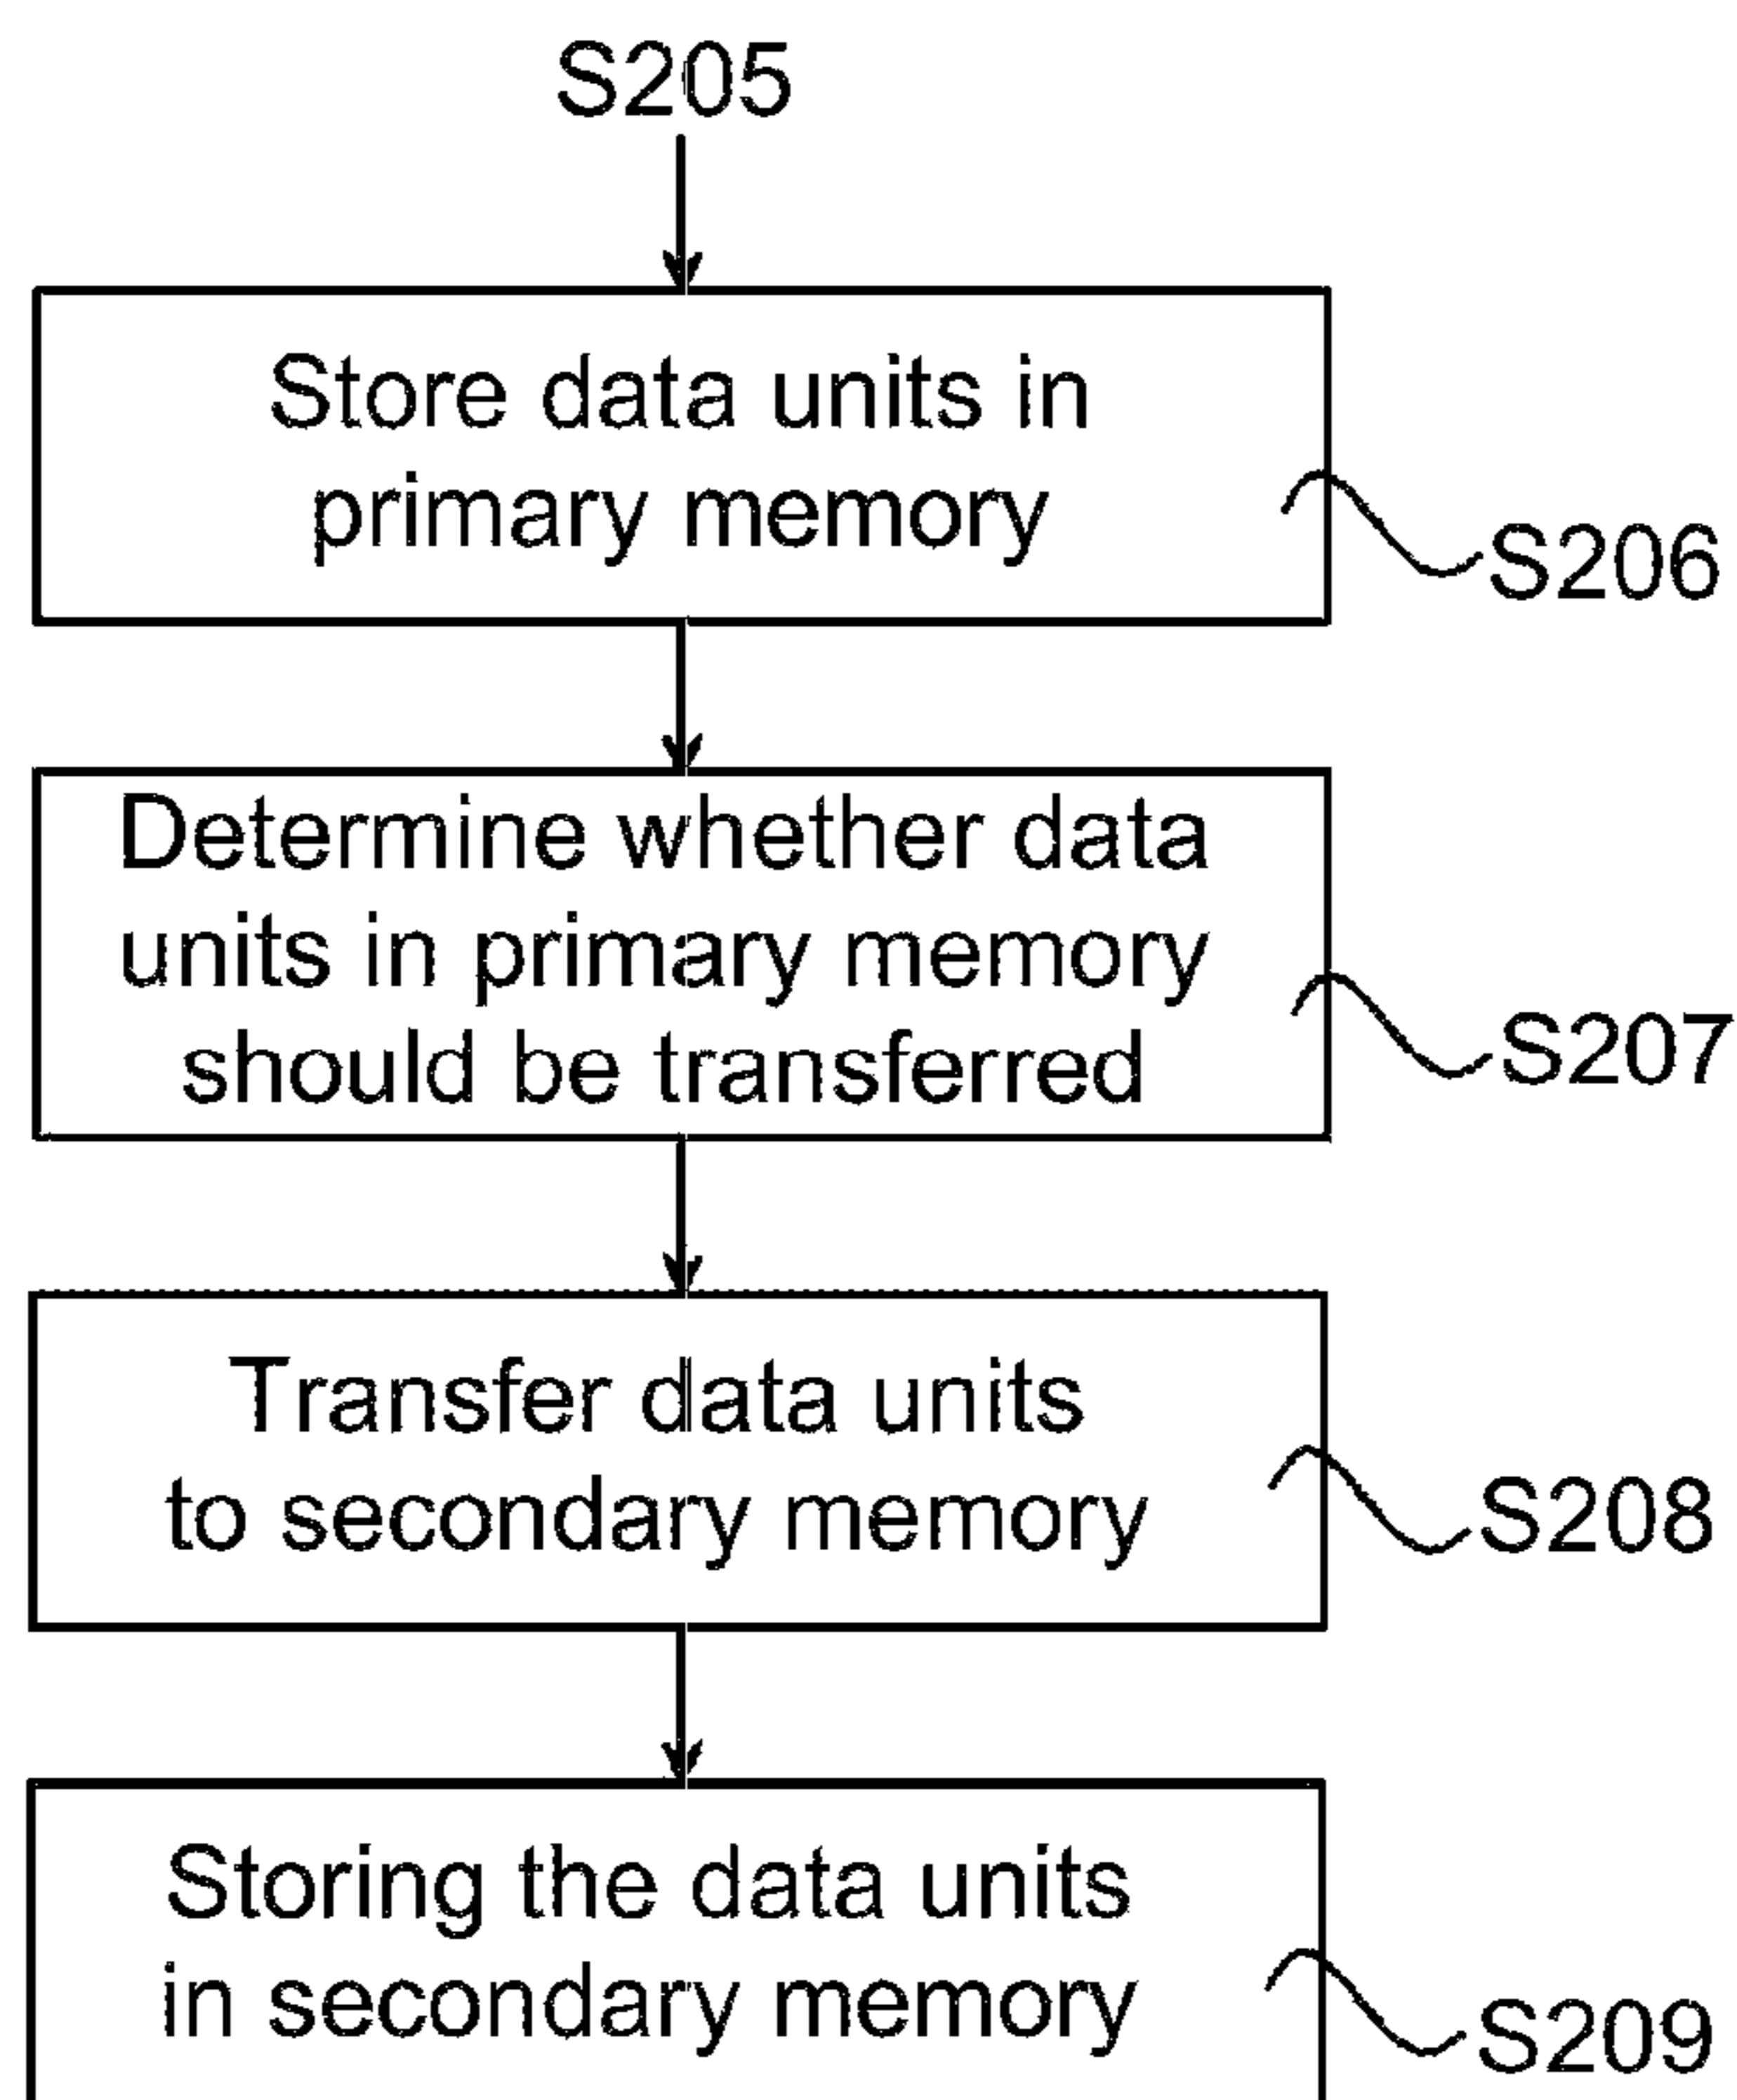 S205
Store data units in
primary memory
S206
Determine whether data
units in primary memory
should be transferred
S207
Transfer data units
to secondary memory
S208
Storing the data units
in secondary memory
S209